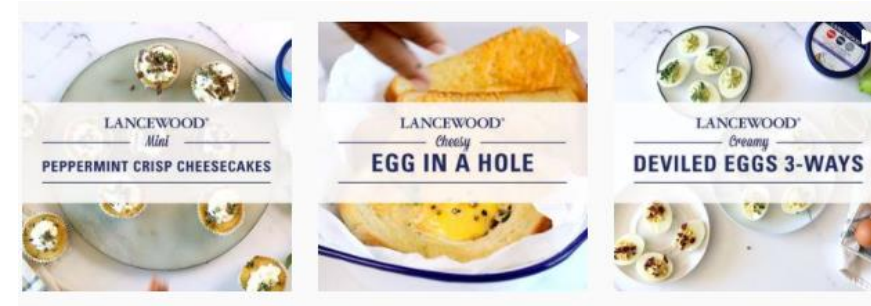 LANCEWOOD®
Mini
PEPPERMINT CRISP CHEESECAKES
LANCEWOOD®
Cheesy
EGG IN A HOLE
LANCEWOOD®
Creamy
DEVILED EGGS 3-WAYS